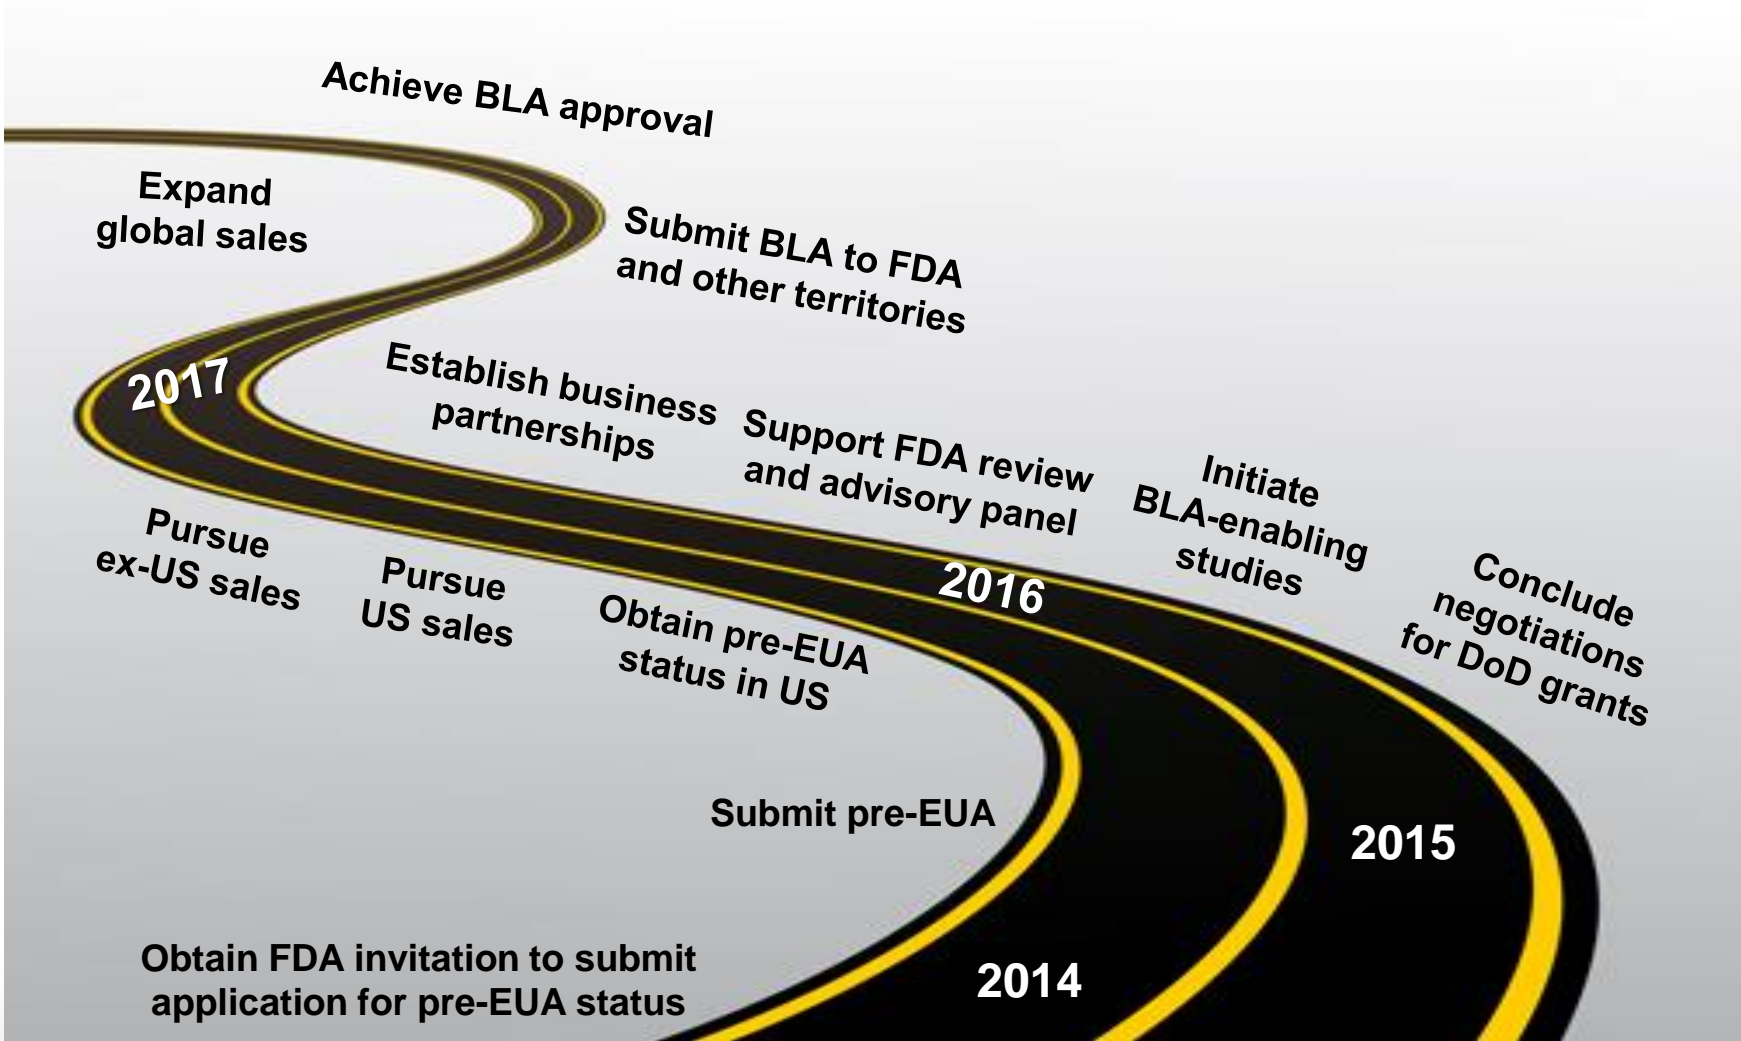 Achieve BLA approval
Expand
global sales
Submit BLA to FDA
and other territories
2017
Establish business
partnerships
Support FDA review
and advisory panel
Initiate
BLA-enabling
studies
Conclude
negotiations
for DoD grants
Pursue
ex-US sales
Pursue
US sales
Obtain pre-EUA
status in US
2016
Submit pre-EUA
2015
Obtain FDA invitation to submit
application for pre-EUA status
2014